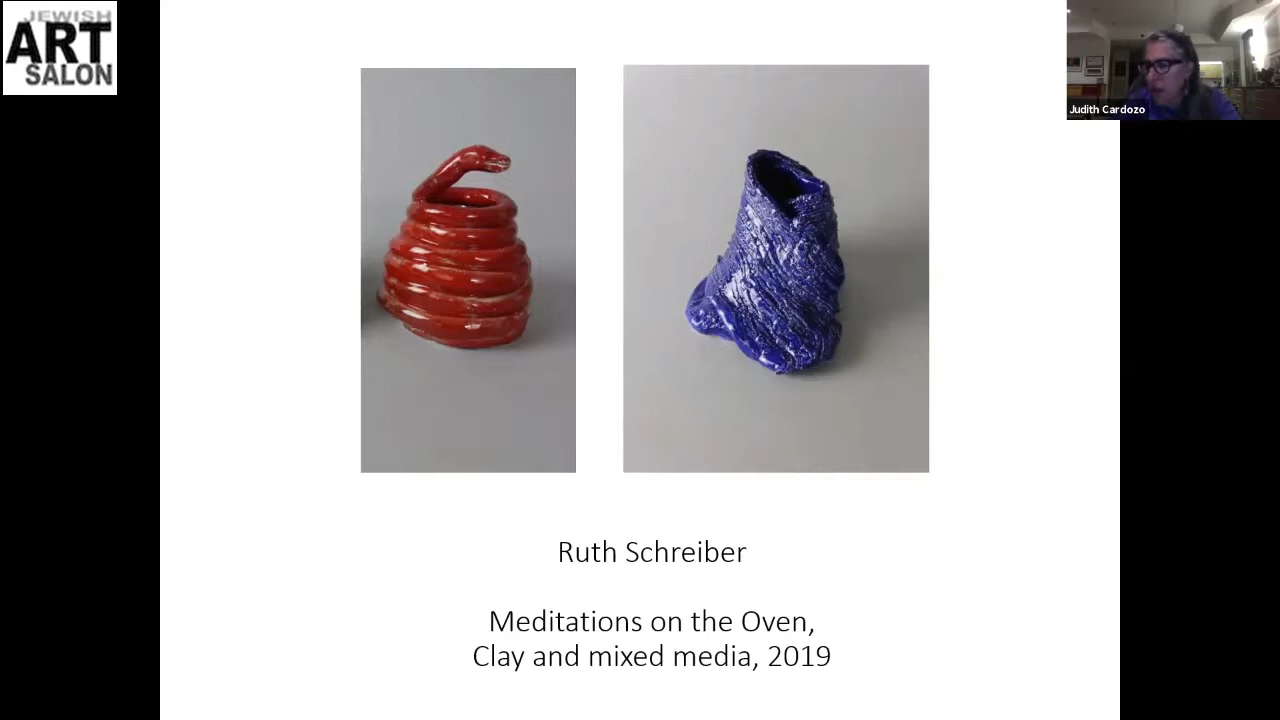 JEWISH
ART
SALON
Judith Cardozo
Ruth Schreiber
Meditations on the Oven,
Clay and mixed media, 2019